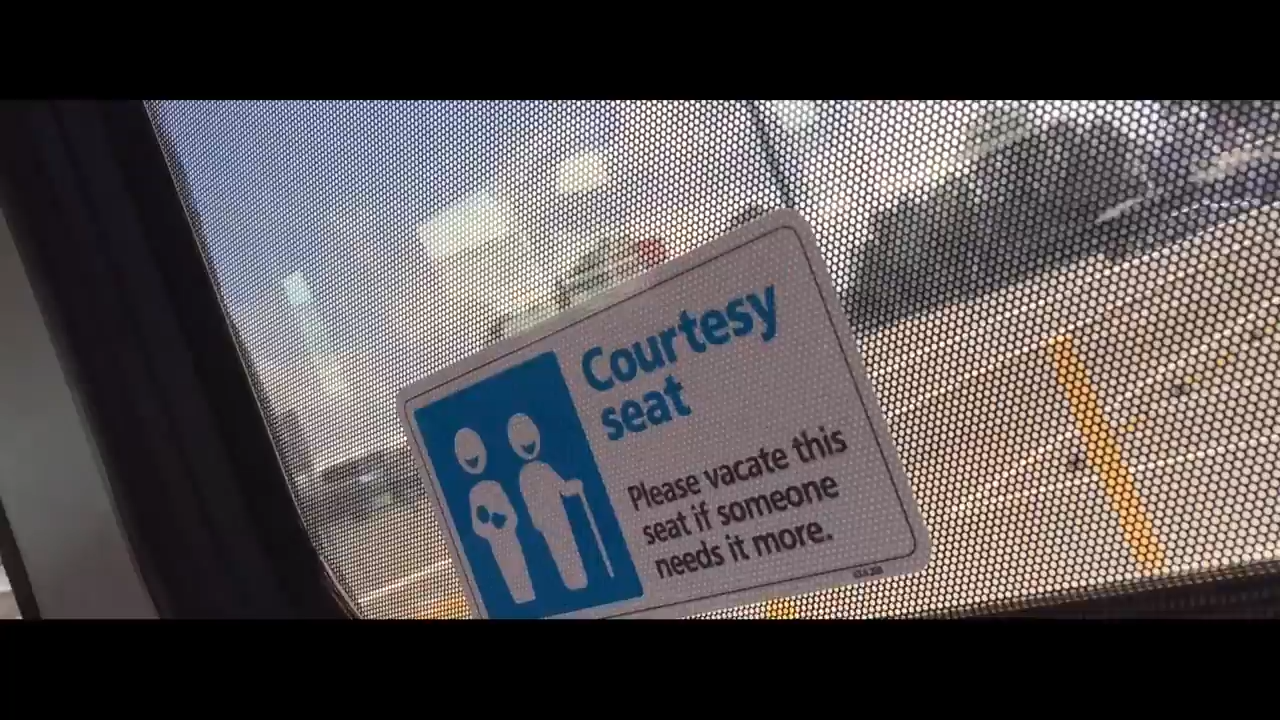 Courtesy
seat
Please vacate this
seat if someone
needs it more.